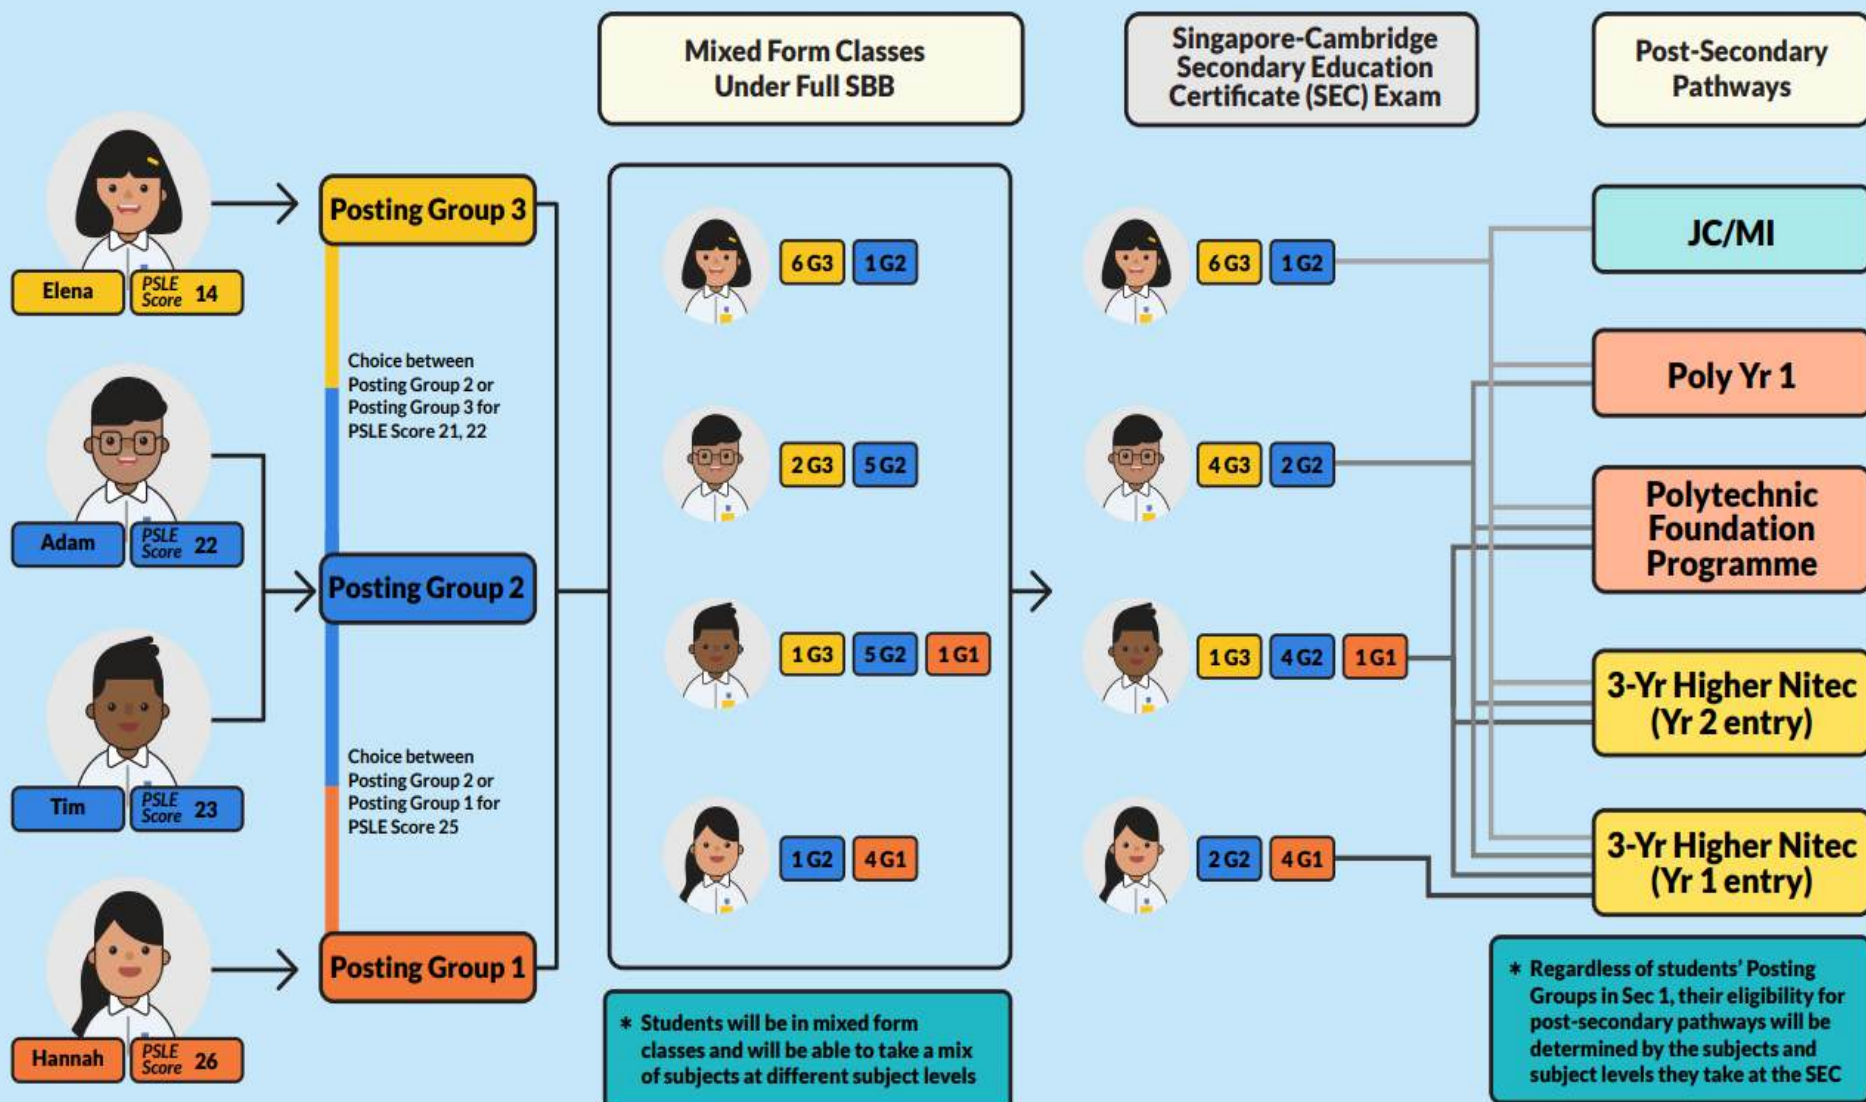 Mixed Form Classes
Under Full SBB
Singapore-Cambridge
Secondary Education
Certificate (SEC) Exam
Post-Secondary
Pathways
Elena
PSLE
Score 14
Adam
PSLE
Score 22
Tim
PSLE
Score 23
Hannah
PSLE
Score 26
Posting Group 3
Choice between
Posting Group 2 or
Posting Group 3 for
PSLE Score 21, 22
Posting Group 2
Choice between
Posting Group 2 or
Posting Group 1 for
PSLE Score 25
Posting Group 1
6 G3 1 G2
2 G3 5 G2
1 G3 5 G2 1 G1
1 G2 4 G1
* Students will be in mixed form
classes and will be able to take a mix
of subjects at different subject levels
6 G3 1 G2
4 G3 2 G2
1 G3 4 G2 1 G1
2 G2 4 G1
JC/MI
Poly Yr 1
Polytechnic
Foundation
Programme
3-Yr Higher Nitec
(Yr 2 entry)
3-Yr Higher Nitec
(Yr 1 entry)
* Regardless of students' Posting
Groups in Sec 1, their eligibility for
post-secondary pathways will be
determined by the subjects and
subject levels they take at the SEC